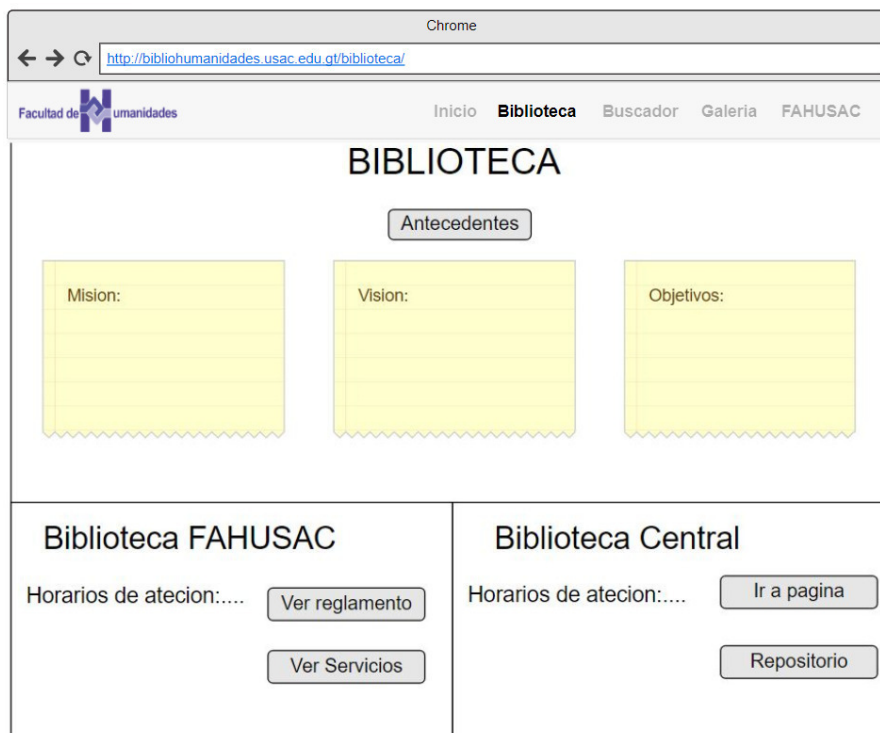 Chrome
http://bibliohumanidades.usac.edu.gt/biblioteca/
Facultad de Humanidades
Inicio Biblioteca Buscador Galeria FAHUSAC
BIBLIOTECA
Antecedentes
Mision:
Vision:
Objetivos:
Biblioteca FAHUSAC
Horarios de atecion:....
Ver reglamento
Ver Servicios
Biblioteca Central
Horarios de atecion:....
Ir a pagina
Repositorio